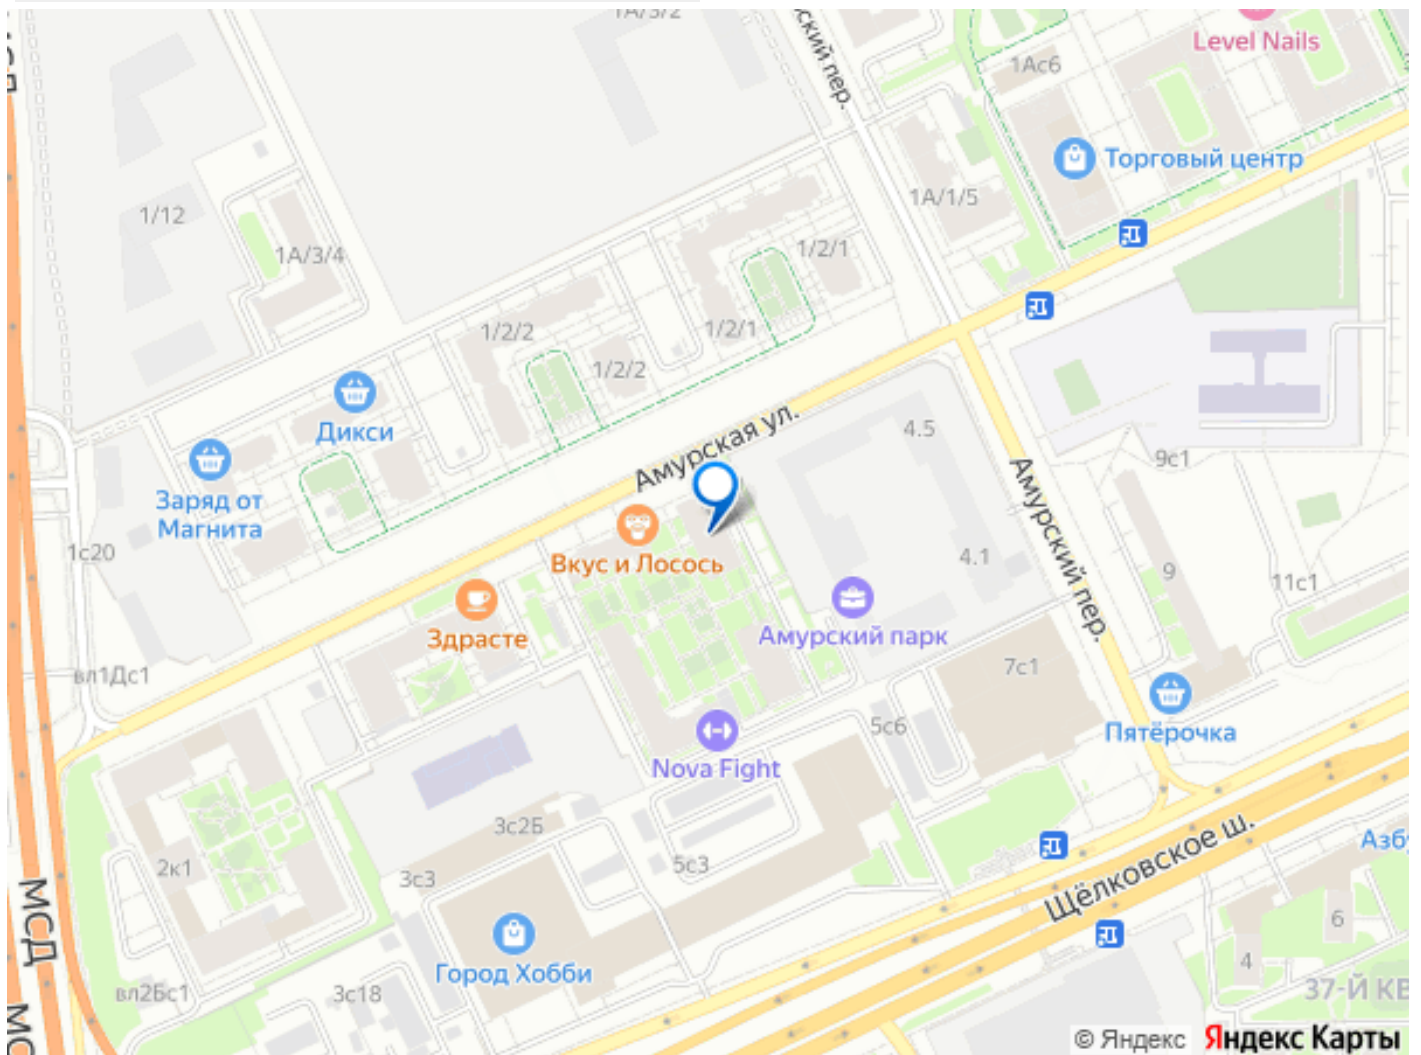 1А/3/2
ский пер.
Level Nails
1Ас6
Торговый центр
1/12
1А/1/5
1А/3/4
1/2/1
1/2/2
1/2/1
1/2/2
Дикси
Амурская ул.
4.5
9с1
Заряд от
Магнита
1с20
Амурский пер.
Вкус и Лосось
4.1
9
11с1
Здрасте
Амурский парк
7с1
вл1Дс1
5с6
Пятёрочка
Nova Fight
3с2Б
Щёлковское ш.
Азбу
2к1
3с3
5с3
МСД
6
Город Хобби
4
вл2Бс1
3с18
37-Й КВ
МС
© Яндекс Яндекс Карты